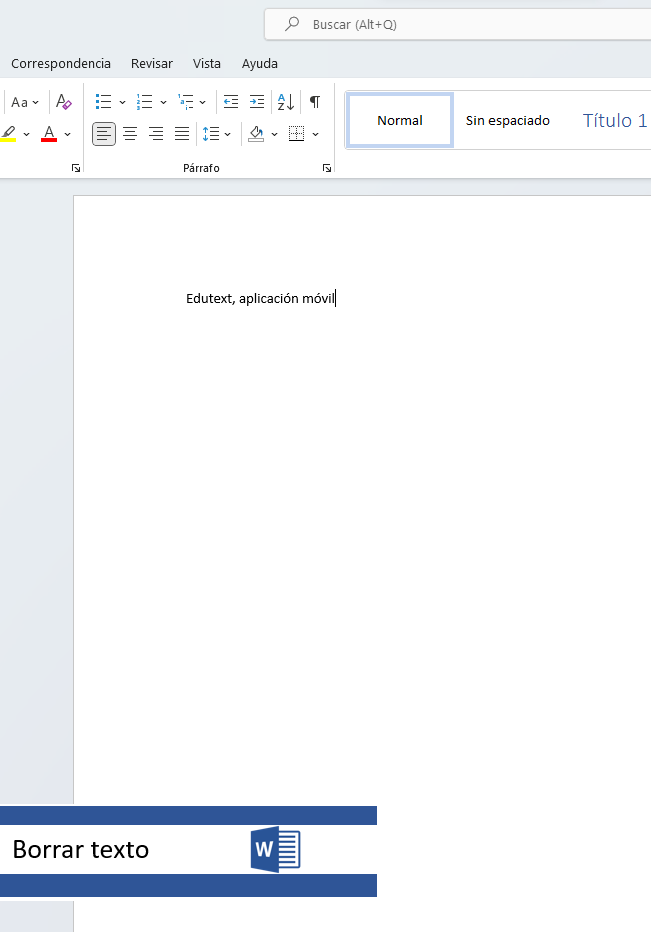 Buscar (Alt+Q)
Correspondencia Revisar Vista Ayuda
Aa
A
Párrafo
Normal
Sin espaciado
Título 1
Edutext, aplicación móvil
Borrar texto
W